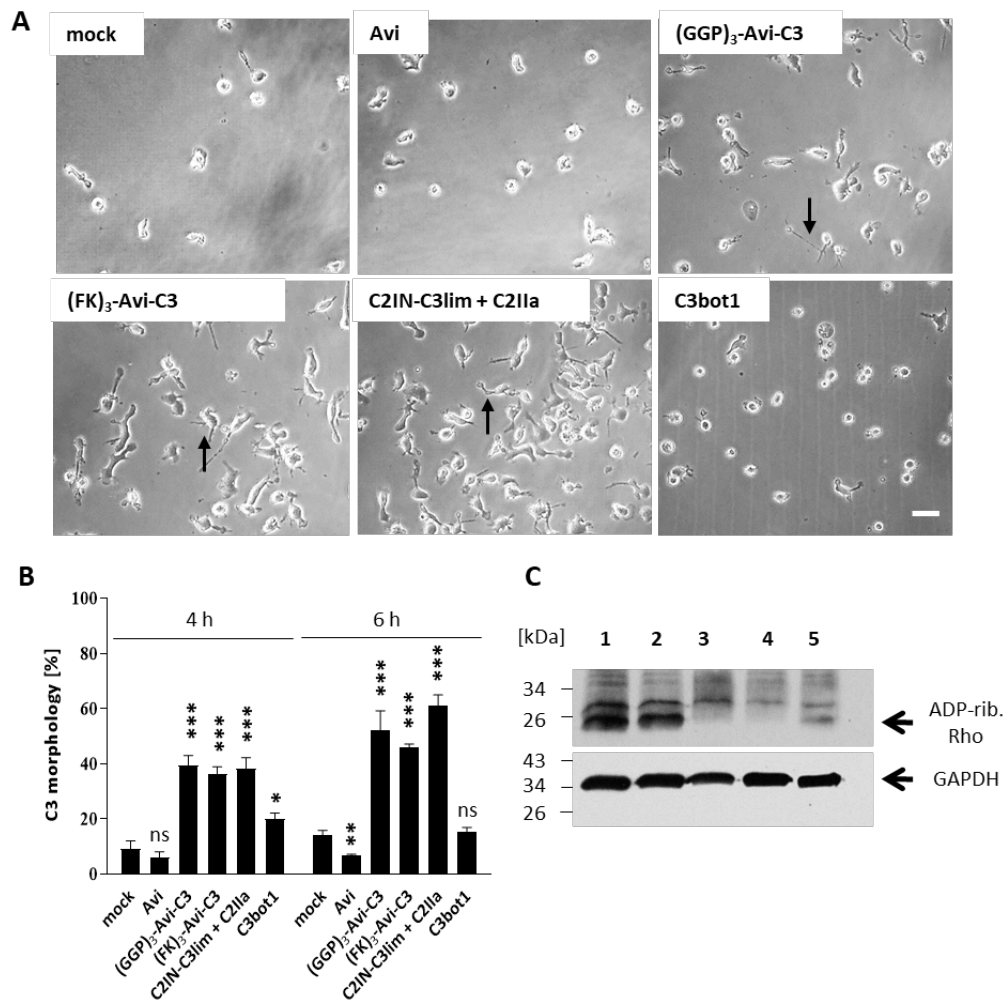 A
mock
Avi
(GGP)₃-Avi-C3
(FK)₃-Avi-C3
C2IN-C3lim + C2IIa
C3bot1
B
C3 morphology [%]
100
80
60
40
20
0
4 h
6 h
ns
***
***
***
*
**
***
***
***
ns
mock
Avi
(GGP)₃-Avi-C3
(FK)₃-Avi-C3
C2IN-C3lim + C2IIa
C3bot1
mock
Avi
(GGP)₃-Avi-C3
(FK)₃-Avi-C3
C2IN-C3lim + C2IIa
C3bot1
C
[kDa] 1 2 3 4 5
34
26
ADP-rib.
Rho
43
34
26
GAPDH